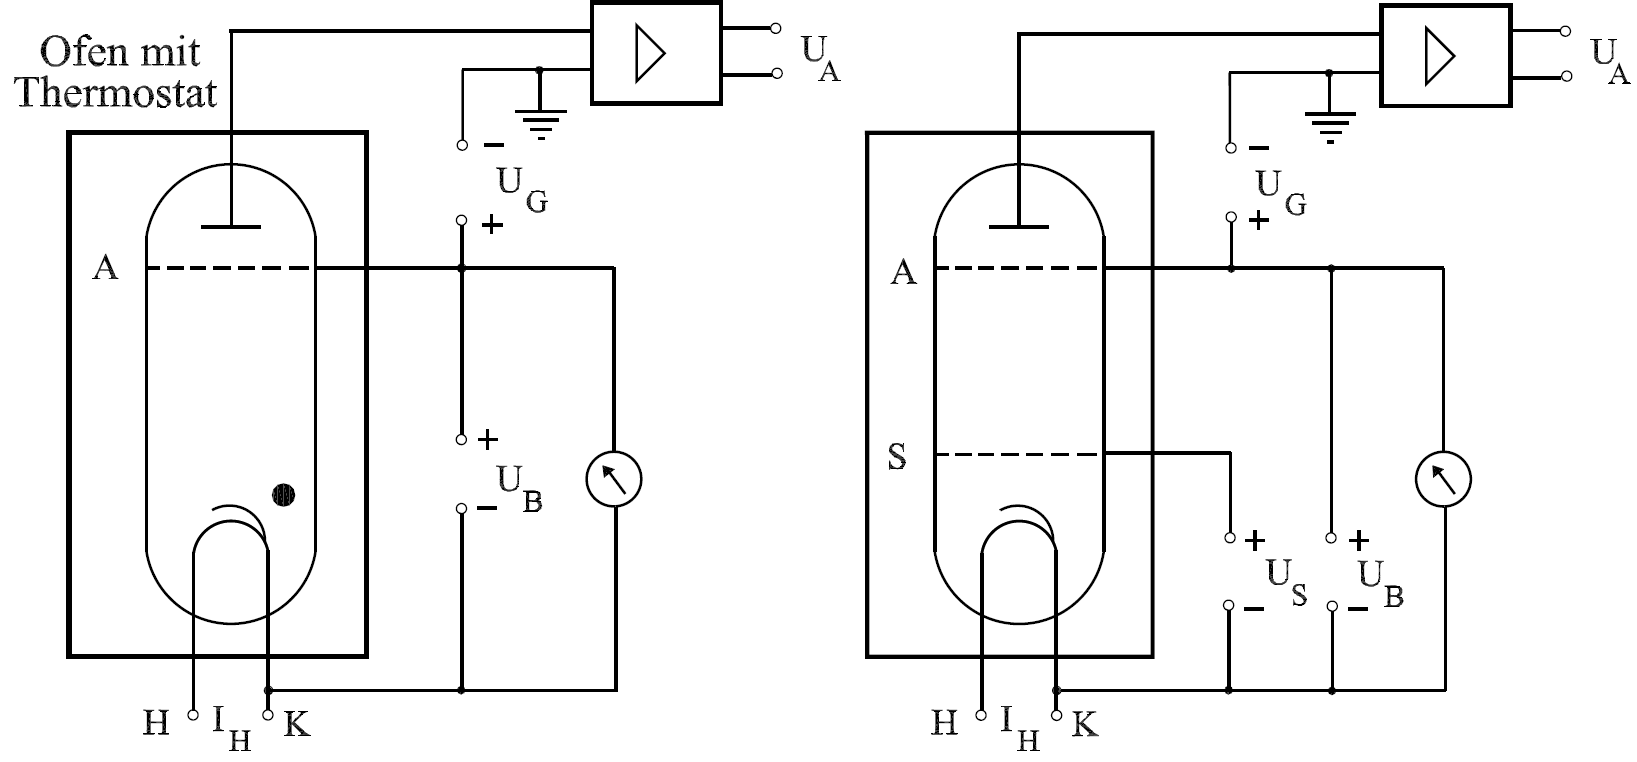 Ofen mit
Thermostat
U_A
− U_G +
A
+ U_B −
H I_H K
U_A
− U_G +
A
S
+ U_S −
+ U_B −
H I_H K